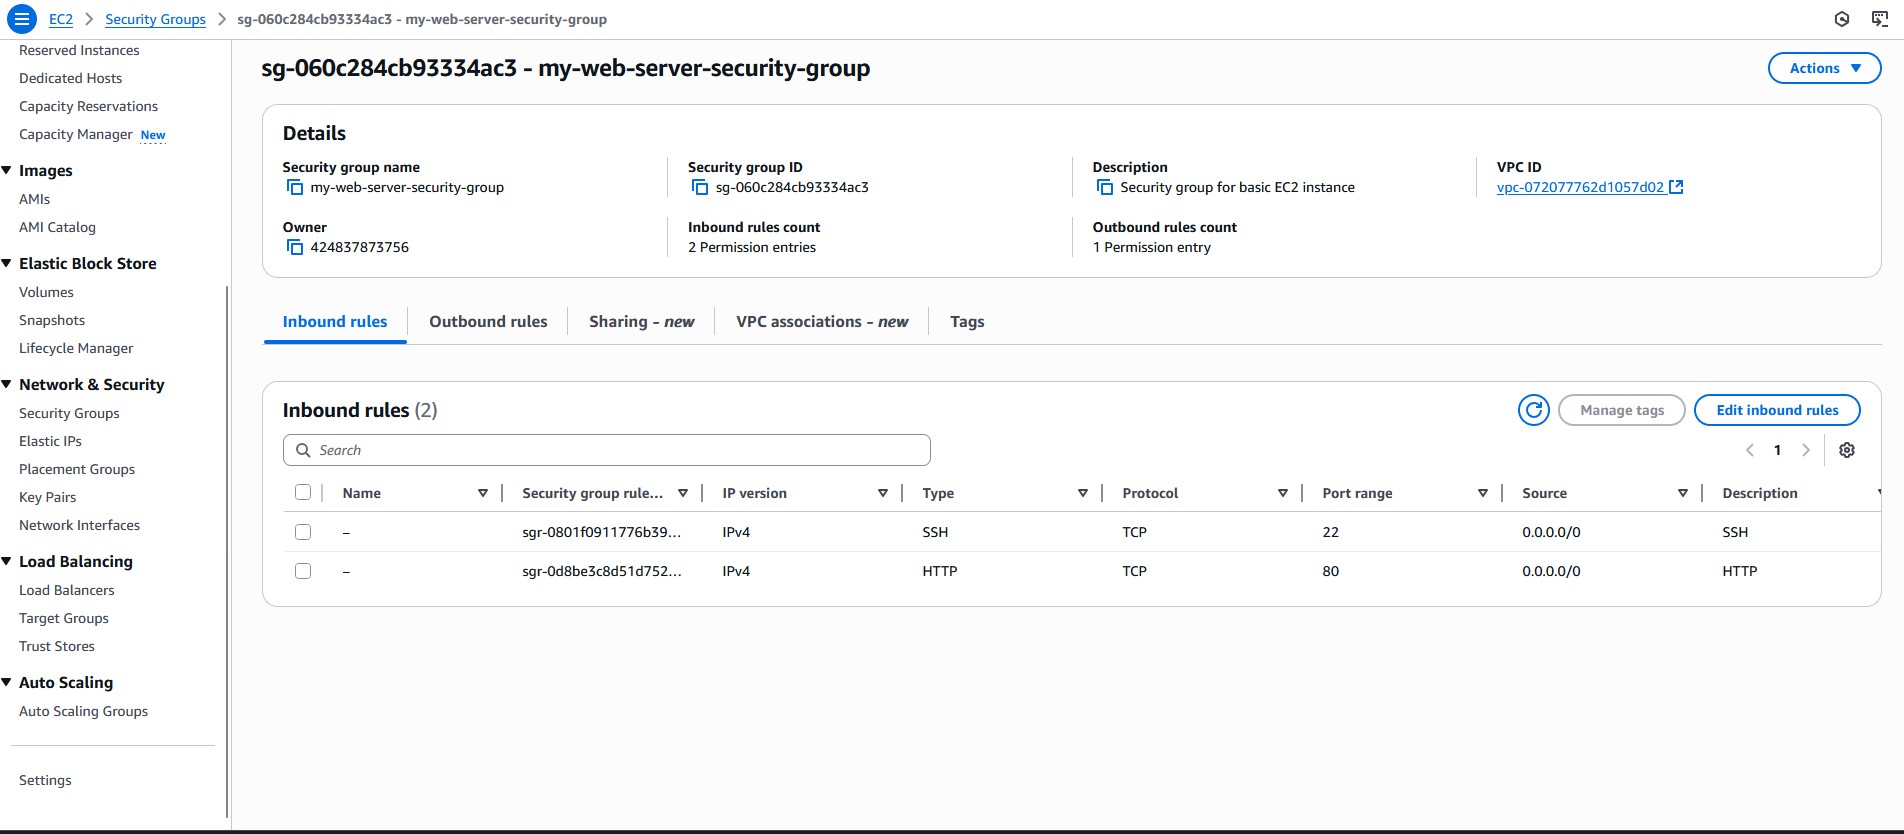 EC2 > Security Groups > sg-060c284cb93334ac3 - my-web-server-security-group
Reserved Instances
Dedicated Hosts
Capacity Reservations
Capacity Manager New
Images
AMIs
AMI Catalog
Elastic Block Store
Volumes
Snapshots
Lifecycle Manager
Network & Security
Security Groups
Elastic IPs
Placement Groups
Key Pairs
Network Interfaces
Load Balancing
Load Balancers
Target Groups
Trust Stores
Auto Scaling
Auto Scaling Groups
Settings
sg-060c284cb93334ac3 - my-web-server-security-group
Actions
Details
Security group name
my-web-server-security-group
Security group ID
sg-060c284cb93334ac3
Description
Security group for basic EC2 instance
VPC ID
vpc-072077762d1057d02
Owner
424837873756
Inbound rules count
2 Permission entries
Outbound rules count
1 Permission entry
Inbound rules
Outbound rules
Sharing - new
VPC associations - new
Tags
Inbound rules (2)
Manage tags
Edit inbound rules
Search
1
Name Security group rule... IP version Type Protocol Port range Source Description
– sgr-0801f0911776b39... IPv4 SSH TCP 22 0.0.0.0/0 SSH
– sgr-0d8be3c8d51d752... IPv4 HTTP TCP 80 0.0.0.0/0 HTTP